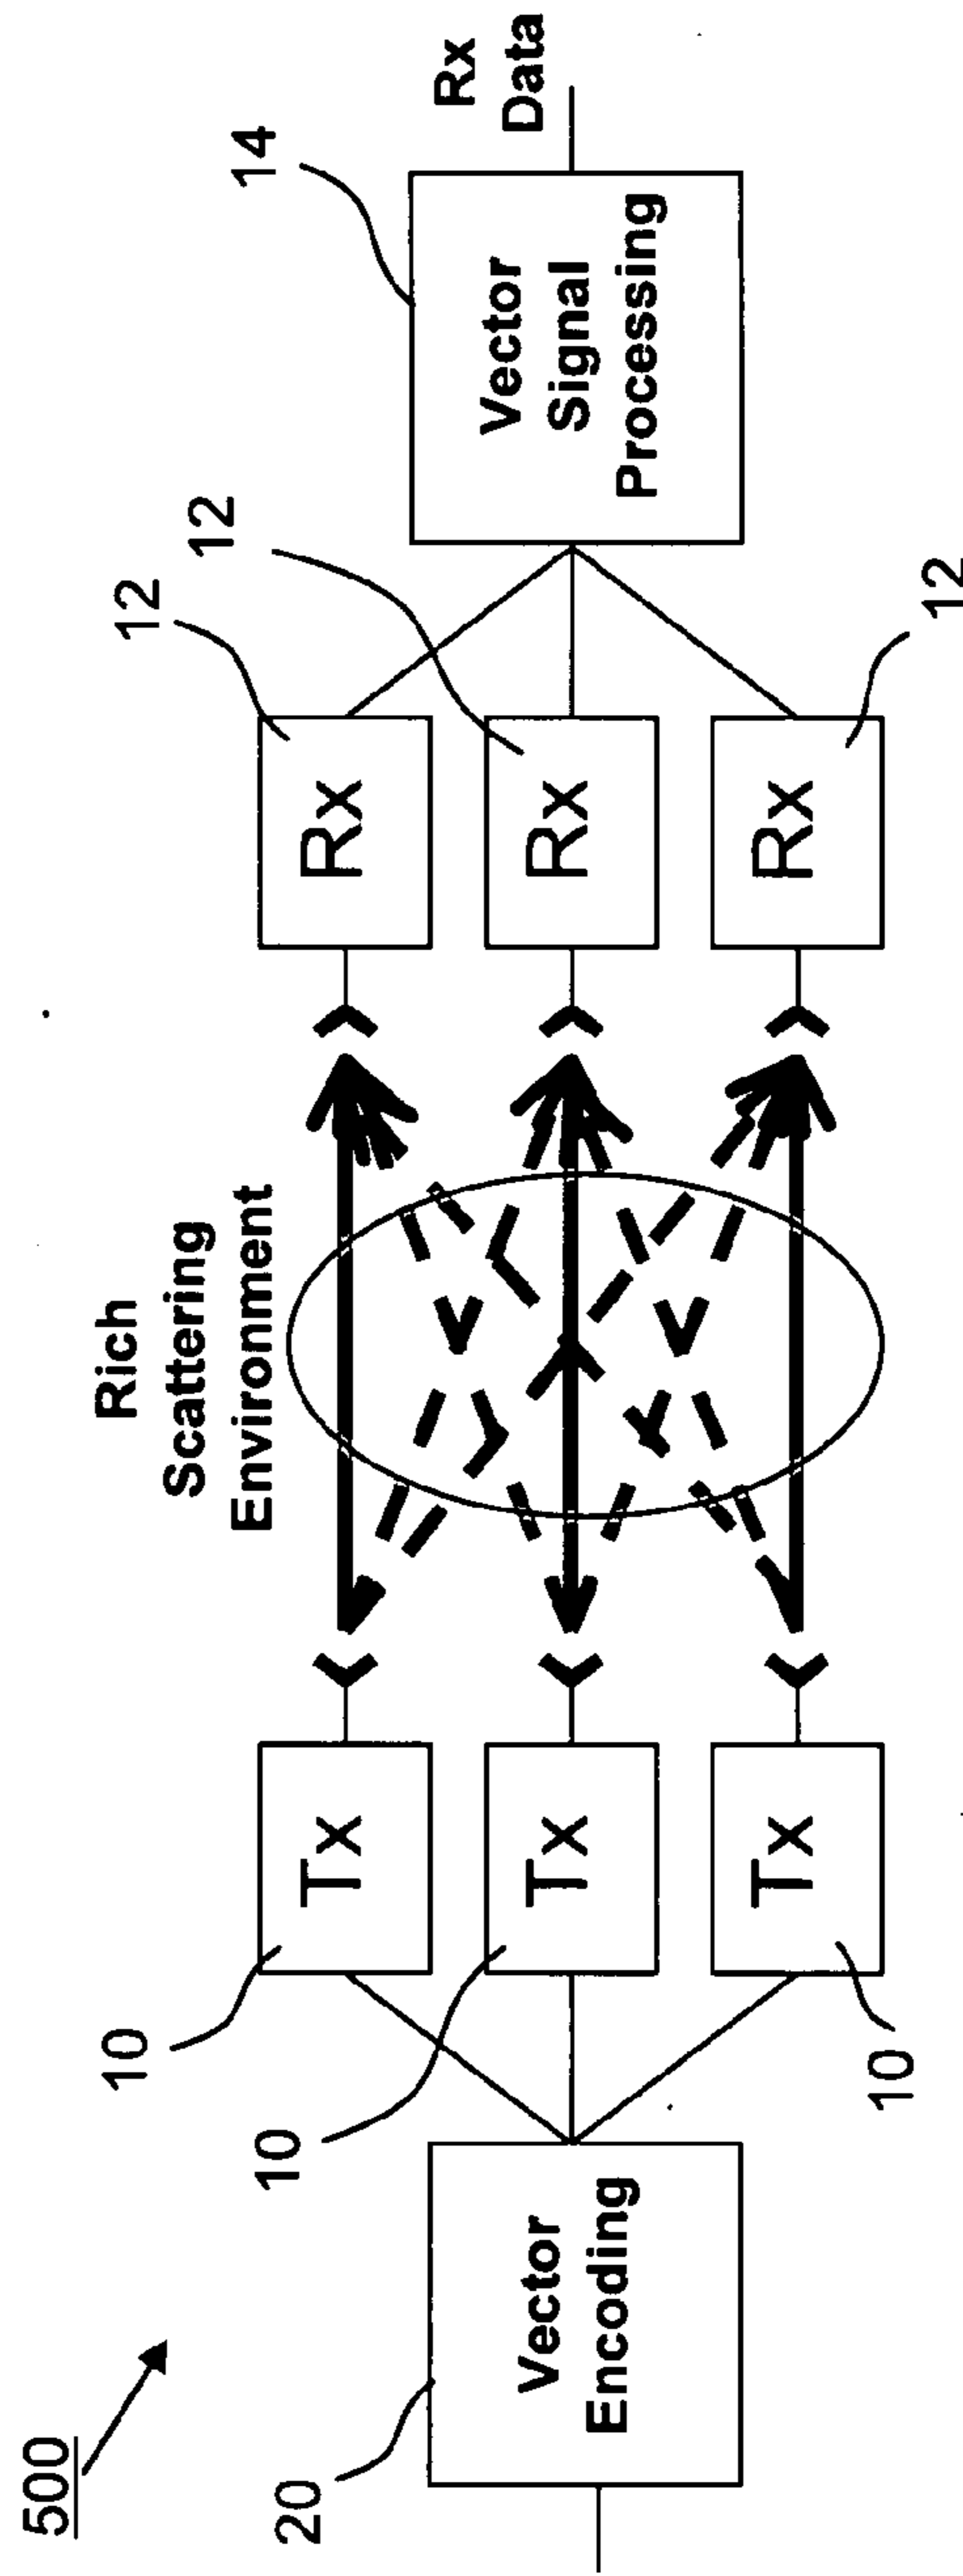 500
20
Vector
Encoding
10
10
10
Tx
Tx
Tx
Rich
Scattering
Environment
Rx
Rx
Rx
12
12
12
14
Vector
Signal
Processing
Rx
Data